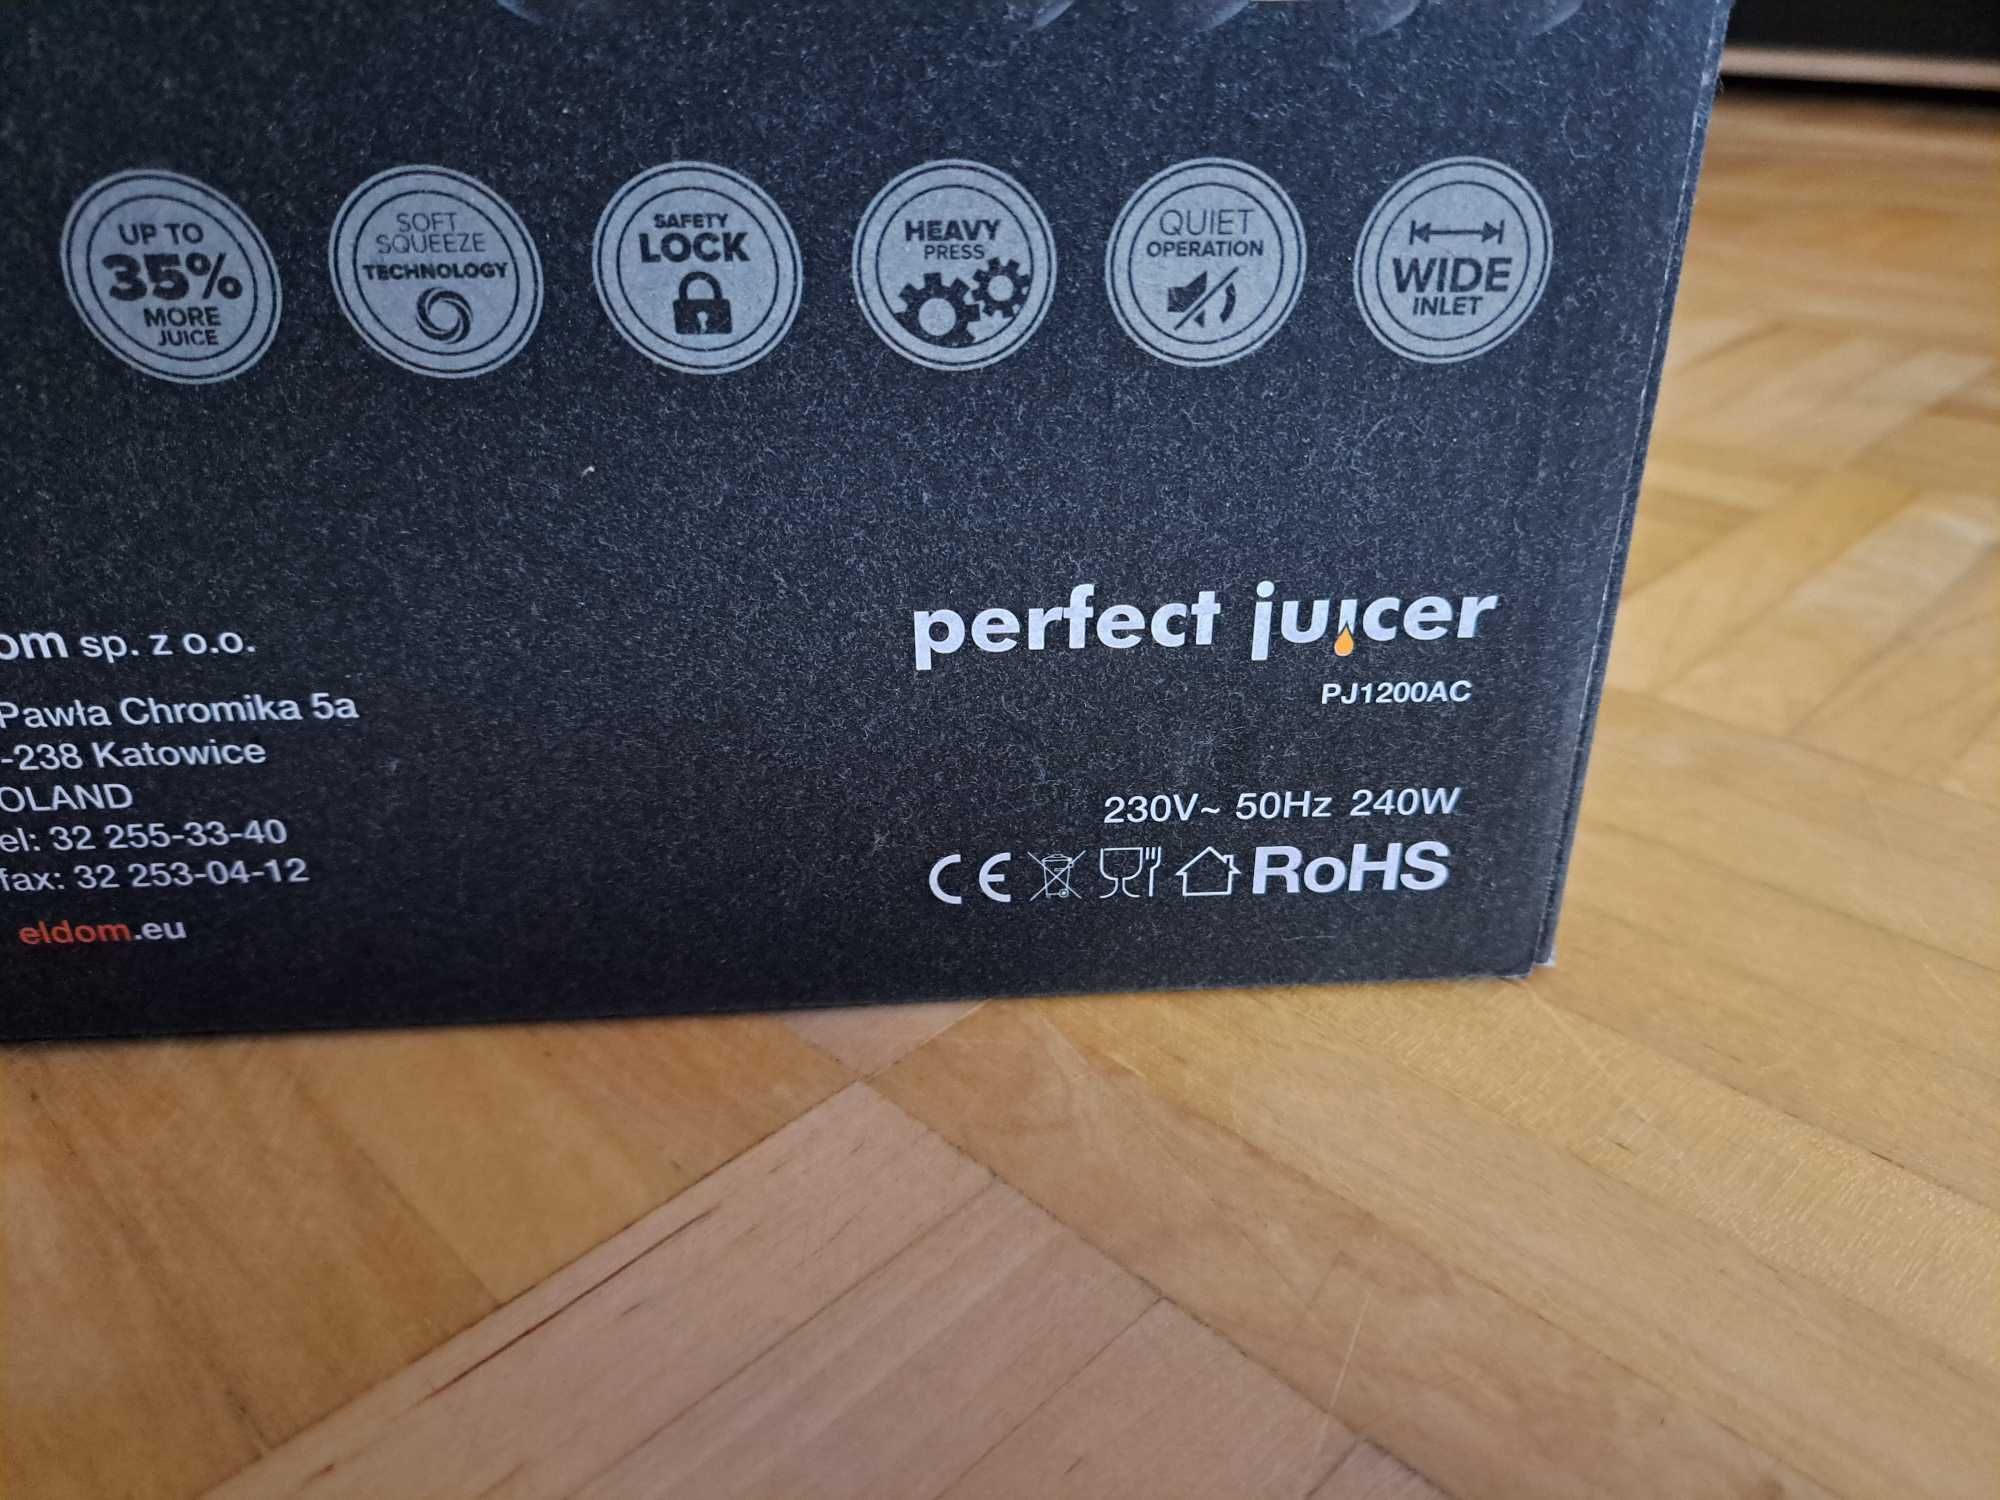 UP TO
35%
MORE
JUICE
SOFT
SQUEEZE
TECHNOLOGY
SAFETY
LOCK
HEAVY
PRESS
QUIET
OPERATION
WIDE
INLET
om sp. z o.o.
Pawła Chromika 5a
-238 Katowice
OLAND
el: 32 255-33-40
fax: 32 253-04-12
eldom.eu
perfect juicer
PJ1200AC
230V~ 50Hz 240W
CE RoHS